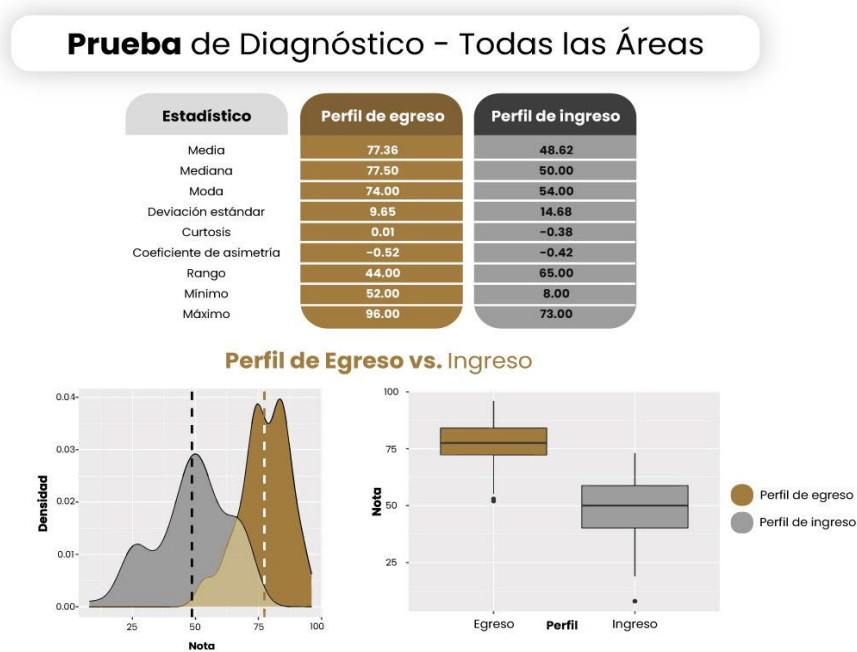 Prueba de Diagnóstico - Todas las Áreas
Estadístico Perfil de egreso Perfil de ingreso
Media 77.36 48.62
Mediana 77.50 50.00
Moda 74.00 54.00
Deviación estándar 9.65 14.68
Curtosis 0.01 -0.38
Coeficiente de asimetría -0.52 -0.42
Rango 44.00 65.00
Mínimo 52.00 8.00
Máximo 96.00 73.00
Perfil de Egreso vs. Ingreso
Densidad
0.04
0.03
0.02
0.01
0.00
25 50 75 100
Nota
Nota
100
75
50
25
Egreso Perfil Ingreso
Perfil de egreso
Perfil de ingreso